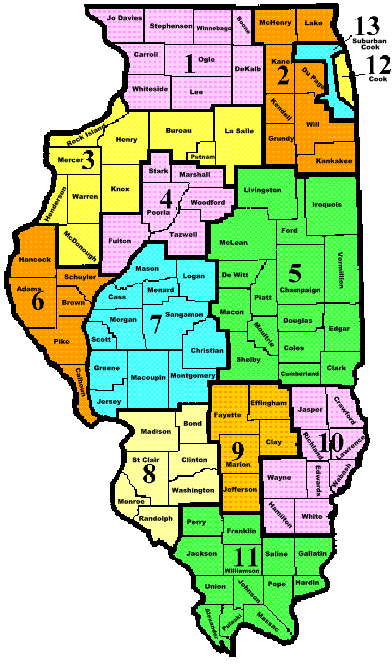 Jo Davies
Stephenson
Winnebago
Boone
McHenry
Lake
13
Suburban
Cook
12
Cook
Carroll
Ogle
1
DeKalb
Kane
2
Du Page
Whiteside
Lee
Kendall
Will
Grundy
Kankakee
Rock Island
Henry
Bureau
La Salle
Putnam
Mercer
3
Henderson
Warren
Knox
McDonough
Stark
Marshall
4
Woodford
Peoria
Tazwell
Fulton
Livingston
Iroquois
McLean
Ford
Vermilion
De Witt
5
Champaign
Piatt
Macon
Douglas
Edgar
Moultrie
Coles
Shelby
Cumberland
Clark
Hancock
Adams
6
Schuyler
Brown
Pike
Calhoun
Mason
Logan
Cass
Menard
Morgan
7
Sangamon
Scott
Christian
Greene
Macoupin
Montgomery
Jersey
Madison
Bond
St Clair
8
Clinton
Monroe
Washington
Randolph
Fayette
Effingham
9
Clay
Marion
Jefferson
Jasper
Crawford
Richland
10
Lawrence
Wayne
Edwards
Wabash
Hamilton
White
Perry
Franklin
Jackson
11
Williamson
Saline
Gallatin
Union
Johnson
Pope
Hardin
Alexander
Pulaski
Massac